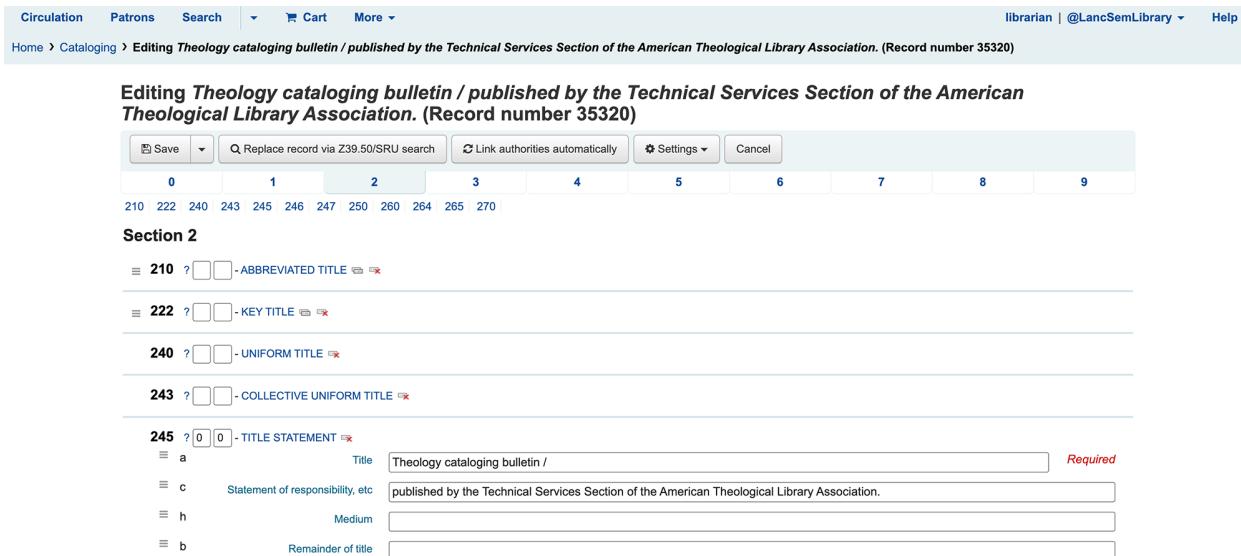 Circulation Patrons Search Cart More librarian | @LancSemLibrary Help
Home › Cataloging › Editing Theology cataloging bulletin / published by the Technical Services Section of the American Theological Library Association. (Record number 35320)
Editing Theology cataloging bulletin / published by the Technical Services Section of the American
Theological Library Association. (Record number 35320)
Save Replace record via Z39.50/SRU search Link authorities automatically Settings Cancel
0 1 2 3 4 5 6 7 8 9
210 222 240 243 245 246 247 250 260 264 265 270
Section 2
210 ? - ABBREVIATED TITLE
222 ? - KEY TITLE
240 ? - UNIFORM TITLE
243 ? - COLLECTIVE UNIFORM TITLE
245 ? 0 0 - TITLE STATEMENT
a Title Theology cataloging bulletin / Required
c Statement of responsibility, etc published by the Technical Services Section of the American Theological Library Association.
h Medium
b Remainder of title